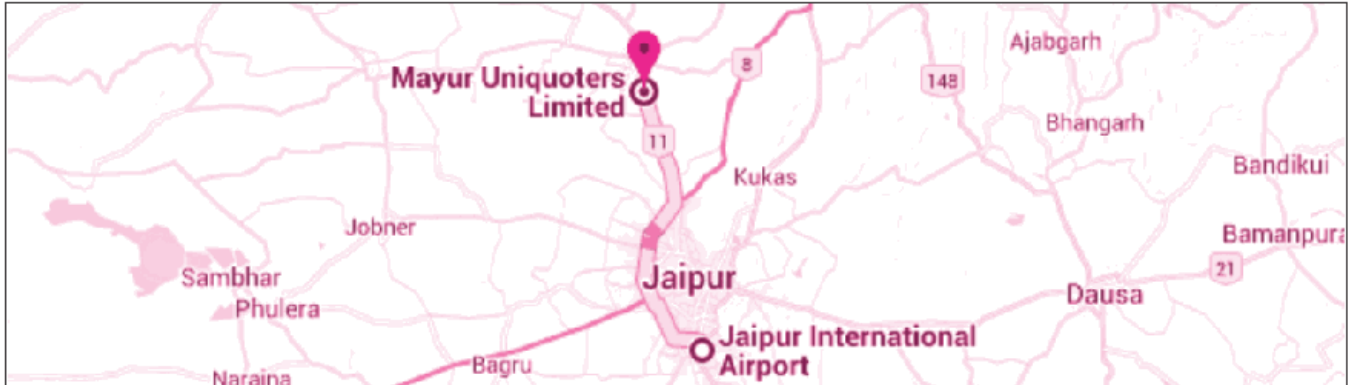 Ajabgarh
8
148
Mayur Uniquoters
Limited
Bhangarh
11
Bandikui
Kukas
Jobner
Bamanpura
21
Sambhar
Jaipur
Dausa
Phulera
Jaipur International
Airport
Bagru
Naraina